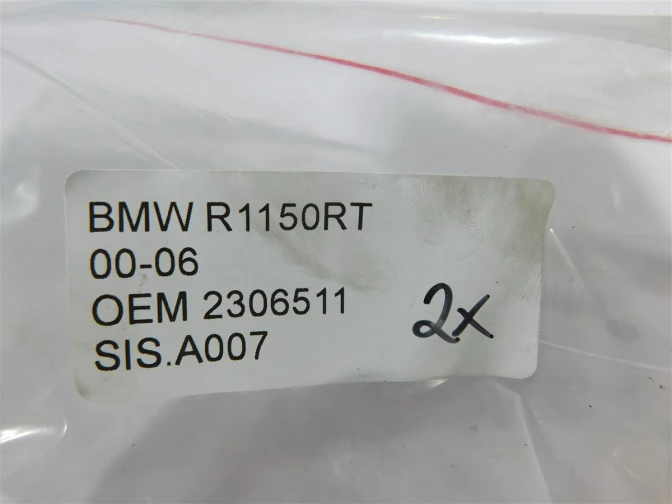 BMW R1150RT
00-06
OEM 2306511
SIS.A007
2x